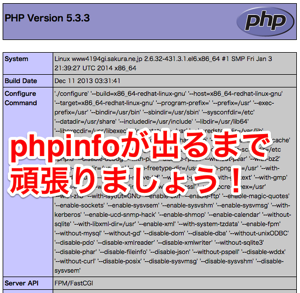 PHP Version 5.3.3
php
System
Linux www4194gi.sakura.ne.jp 2.6.32-431.3.1.el6.x86_64 #1 SMP Fri Jan 3
21:39:27 UTC 2014 x86_64
Build Date
Dec 11 2013 03:31:41
Configure
Command
'./configure' '--build=x86_64-redhat-linux-gnu' '--host=x86_64-redhat-linux-gnu'
'--target=x86_64-redhat-linux-gnu' '--program-prefix=' '--prefix=/usr' '--exec-
prefix=/usr' '--bindir=/usr/bin' '--sbindir=/usr/sbin' '--sysconfdir=/etc'
'--datadir=/usr/share' '--includedir=/usr/include' '--libdir=/usr/lib64'
phpinfoが出るまで
頑張りましょう！
'--enable-sockets' '--enable-sysvsem' '--enable-sysvshm' '--enable-sysvmsg' '--with-
kerberos' '--enable-ucd-snmp-hack' '--enable-shmop' '--enable-calendar' '--without-
sqlite' '--with-libxml-dir=/usr' '--enable-xml' '--with-system-tzdata' '--enable-fpm'
'--without-mysql' '--without-gd' '--disable-dom' '--disable-dba' '--without-unixODBC'
'--disable-pdo' '--disable-xmlreader' '--disable-xmlwriter' '--without-sqlite3'
'--disable-phar' '--disable-fileinfo' '--disable-json' '--without-pspell' '--disable-wddx'
'--without-curl' '--disable-posix' '--disable-sysvmsg' '--disable-sysvshm' '--disable-
sysvsem'
Server API
FPM/FastCGI